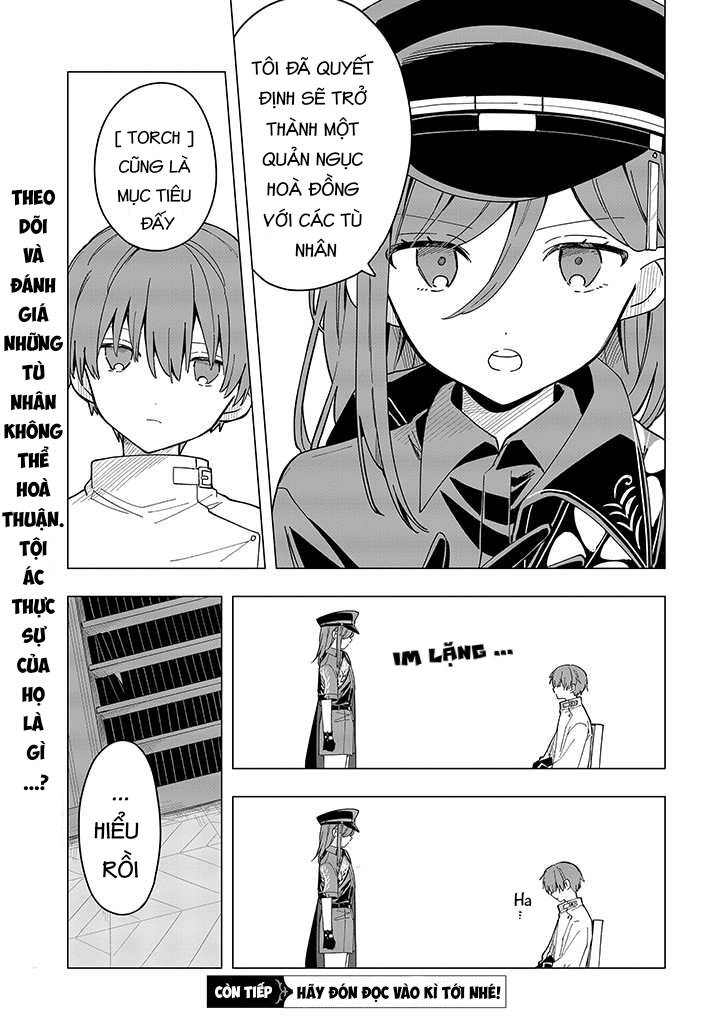 TÔI ĐÃ QUYẾT
ĐỊNH SẼ TRỞ
THÀNH MỘT
QUẢN NGỤC
HOÀ ĐỒNG
VỚI CÁC TÙ
NHÂN
[ TORCH ]
CŨNG LÀ
MỤC TIÊU
ĐẤY
THEO
DÕI
VÀ
ĐÁNH
GIÁ
NHỮNG
TÙ
NHÂN
KHÔNG
THỂ
HOÀ
THUẬN.
TỘI
ÁC
THỰC
SỰ
CỦA
HỌ
LÀ
GÌ
...?
IM LẶNG ...
Ha
...
...
HIỂU
RỒI
CÒN TIẾP
HÃY ĐÓN ĐỌC VÀO KÌ TỚI NHÉ!